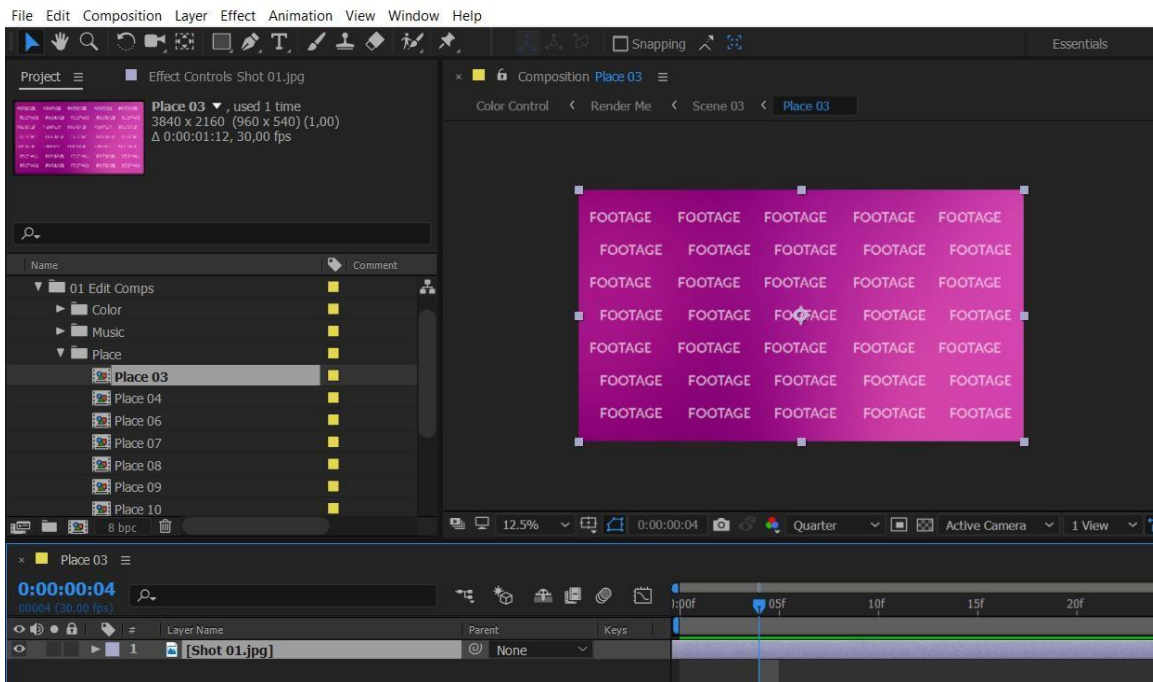 File Edit Composition Layer Effect Animation View Window Help
Snapping
Essentials
Project
Effect Controls Shot 01.jpg
Place 03 , used 1 time
3840 x 2160 (960 x 540) (1,00)
Δ 0:00:01:12, 30,00 fps
Name Comment
01 Edit Comps
Color
Music
Place
Place 03
Place 04
Place 06
Place 07
Place 08
Place 09
Place 10
8 bpc
Composition Place 03
Color Control Render Me Scene 03 Place 03
FOOTAGE FOOTAGE FOOTAGE FOOTAGE FOOTAGE
FOOTAGE FOOTAGE FOOTAGE FOOTAGE FOOTAGE
FOOTAGE FOOTAGE FOOTAGE FOOTAGE FOOTAGE
FOOTAGE FOOTAGE FOOTAGE FOOTAGE FOOTAGE
FOOTAGE FOOTAGE FOOTAGE FOOTAGE FOOTAGE
FOOTAGE FOOTAGE FOOTAGE FOOTAGE FOOTAGE
FOOTAGE FOOTAGE FOOTAGE FOOTAGE FOOTAGE
12.5% 0:00:00:04 Quarter Active Camera 1 View
Place 03
0:00:00:04
00004 (30.00 fps)
):00f 05f 10f 15f 20f
# Layer Name Parent Keys
1 [Shot 01.jpg] None